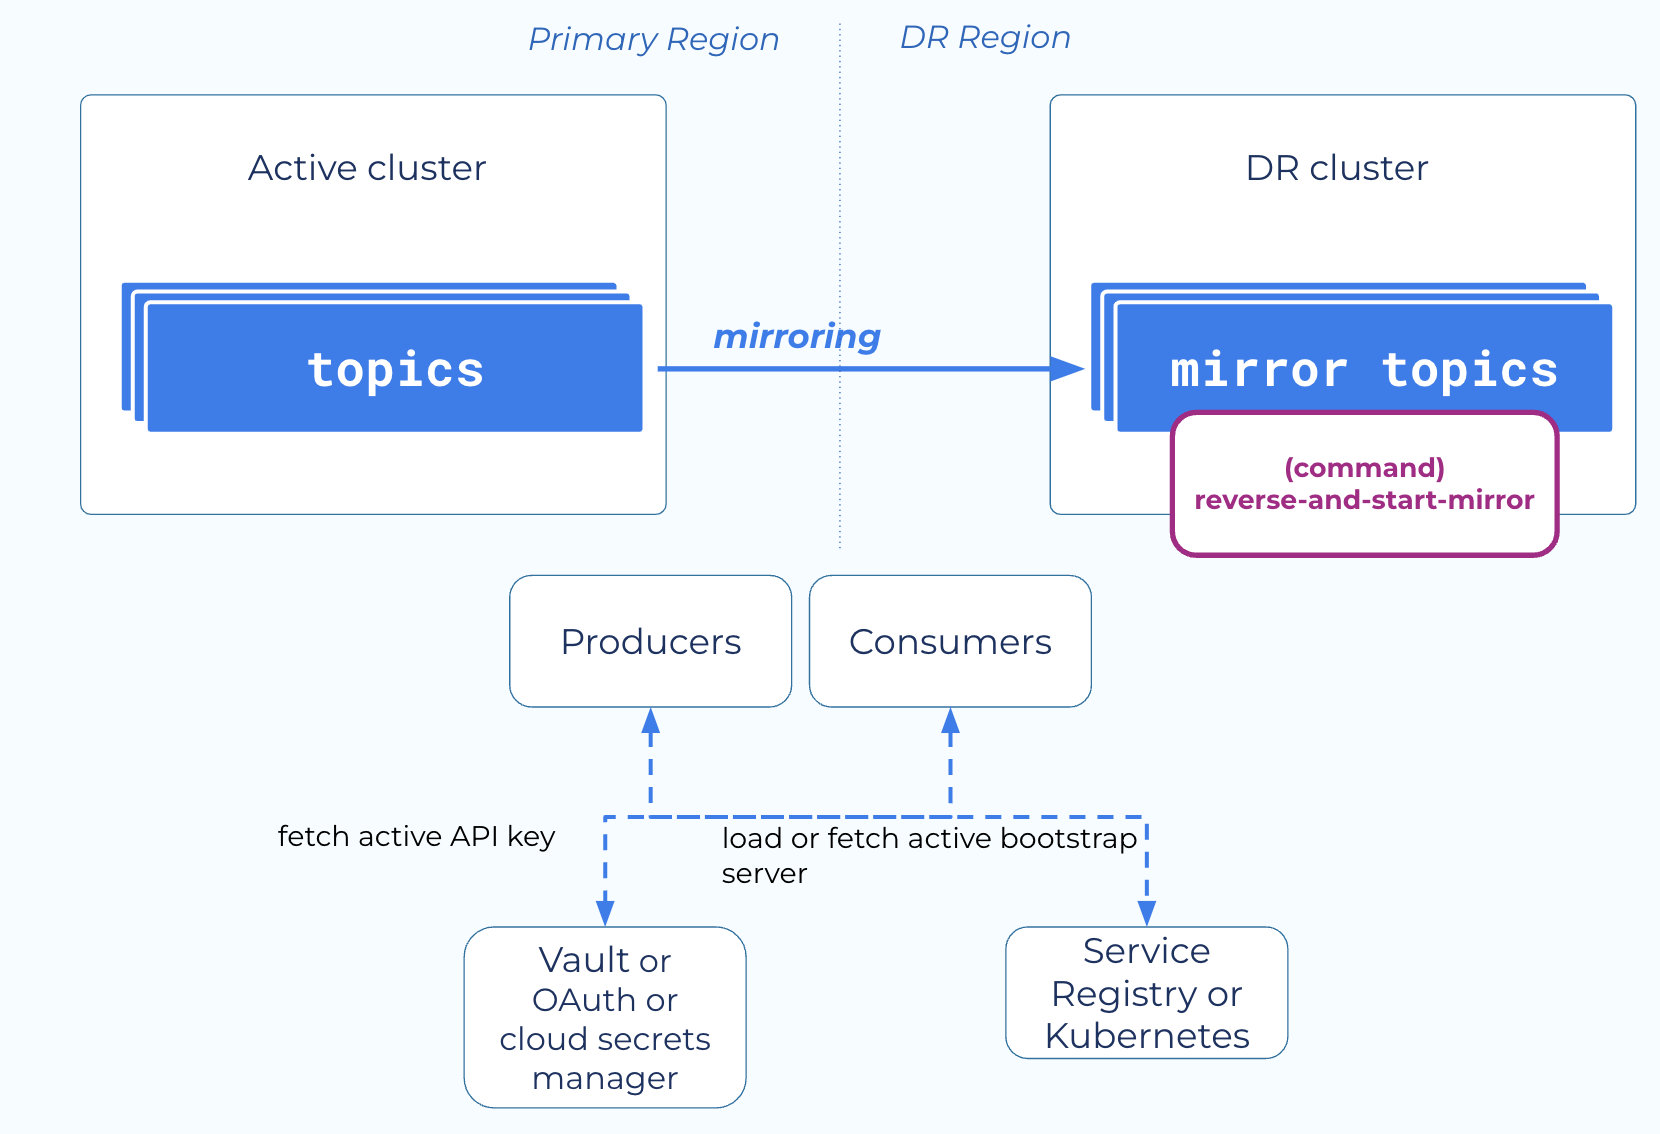 Primary Region
DR Region
Active cluster
DR cluster
topics
mirroring
mirror topics
(command)
reverse-and-start-mirror
Producers
Consumers
fetch active API key
load or fetch active bootstrap
server
Vault or
OAuth or
cloud secrets
manager
Service
Registry or
Kubernetes